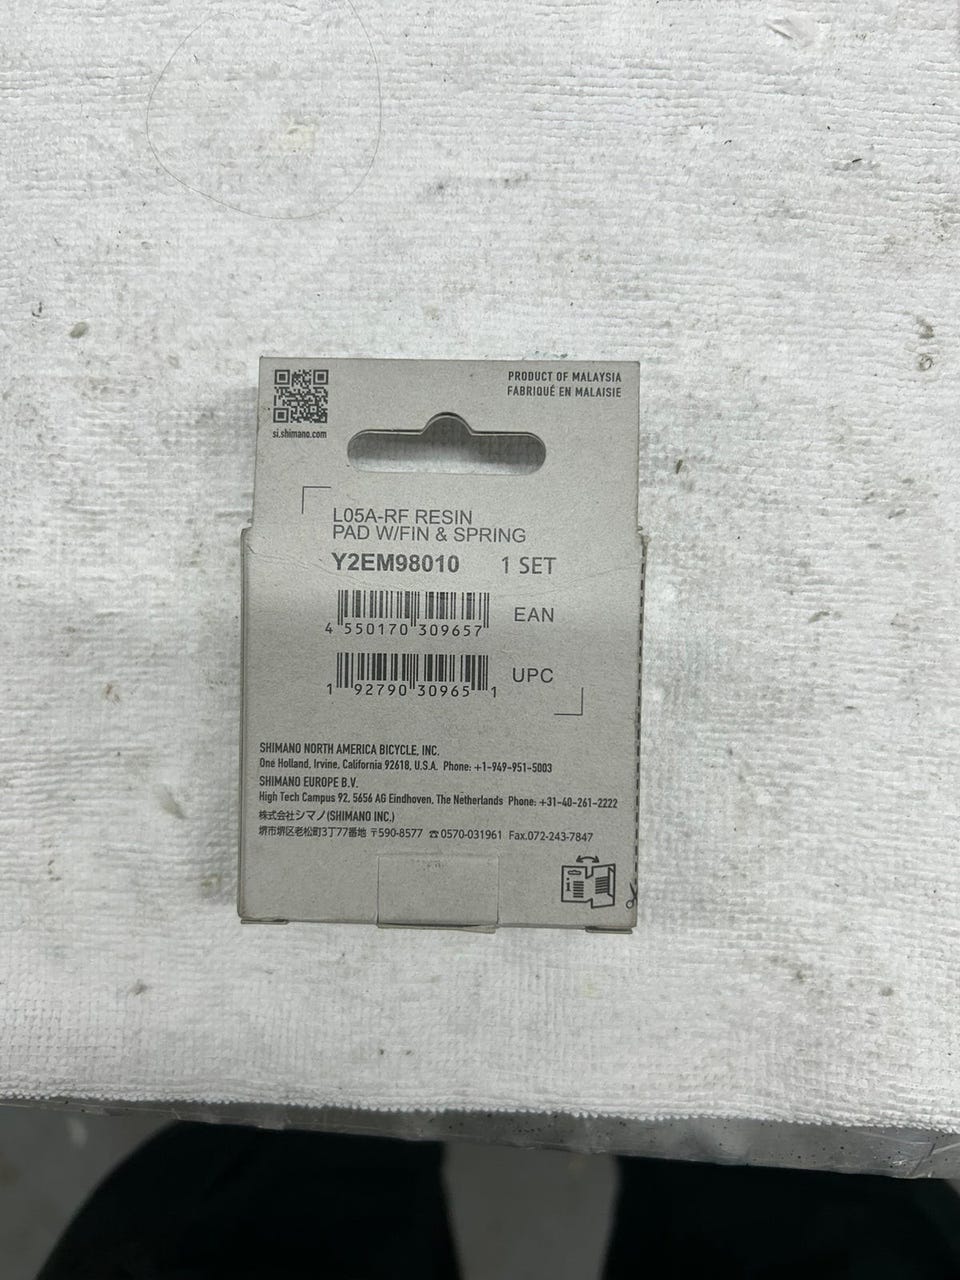 PRODUCT OF MALAYSIA
FABRIQUÉ EN MALAISIE
si.shimano.com
L05A-RF RESIN
PAD W/FIN & SPRING
Y2EM98010 1 SET
EAN
4 550170 309657
UPC
1 92790 30965 1
SHIMANO NORTH AMERICA BICYCLE, INC.
One Holland, Irvine, California 92618, U.S.A. Phone: +1-949-951-5003
SHIMANO EUROPE B.V.
High Tech Campus 92, 5656 AG Eindhoven, The Netherlands Phone: +31-40-261-2222
株式会社シマノ(SHIMANO INC.)
堺市堺区老松町3丁77番地 〒590-8577 ☎0570-031961 Fax.072-243-7847